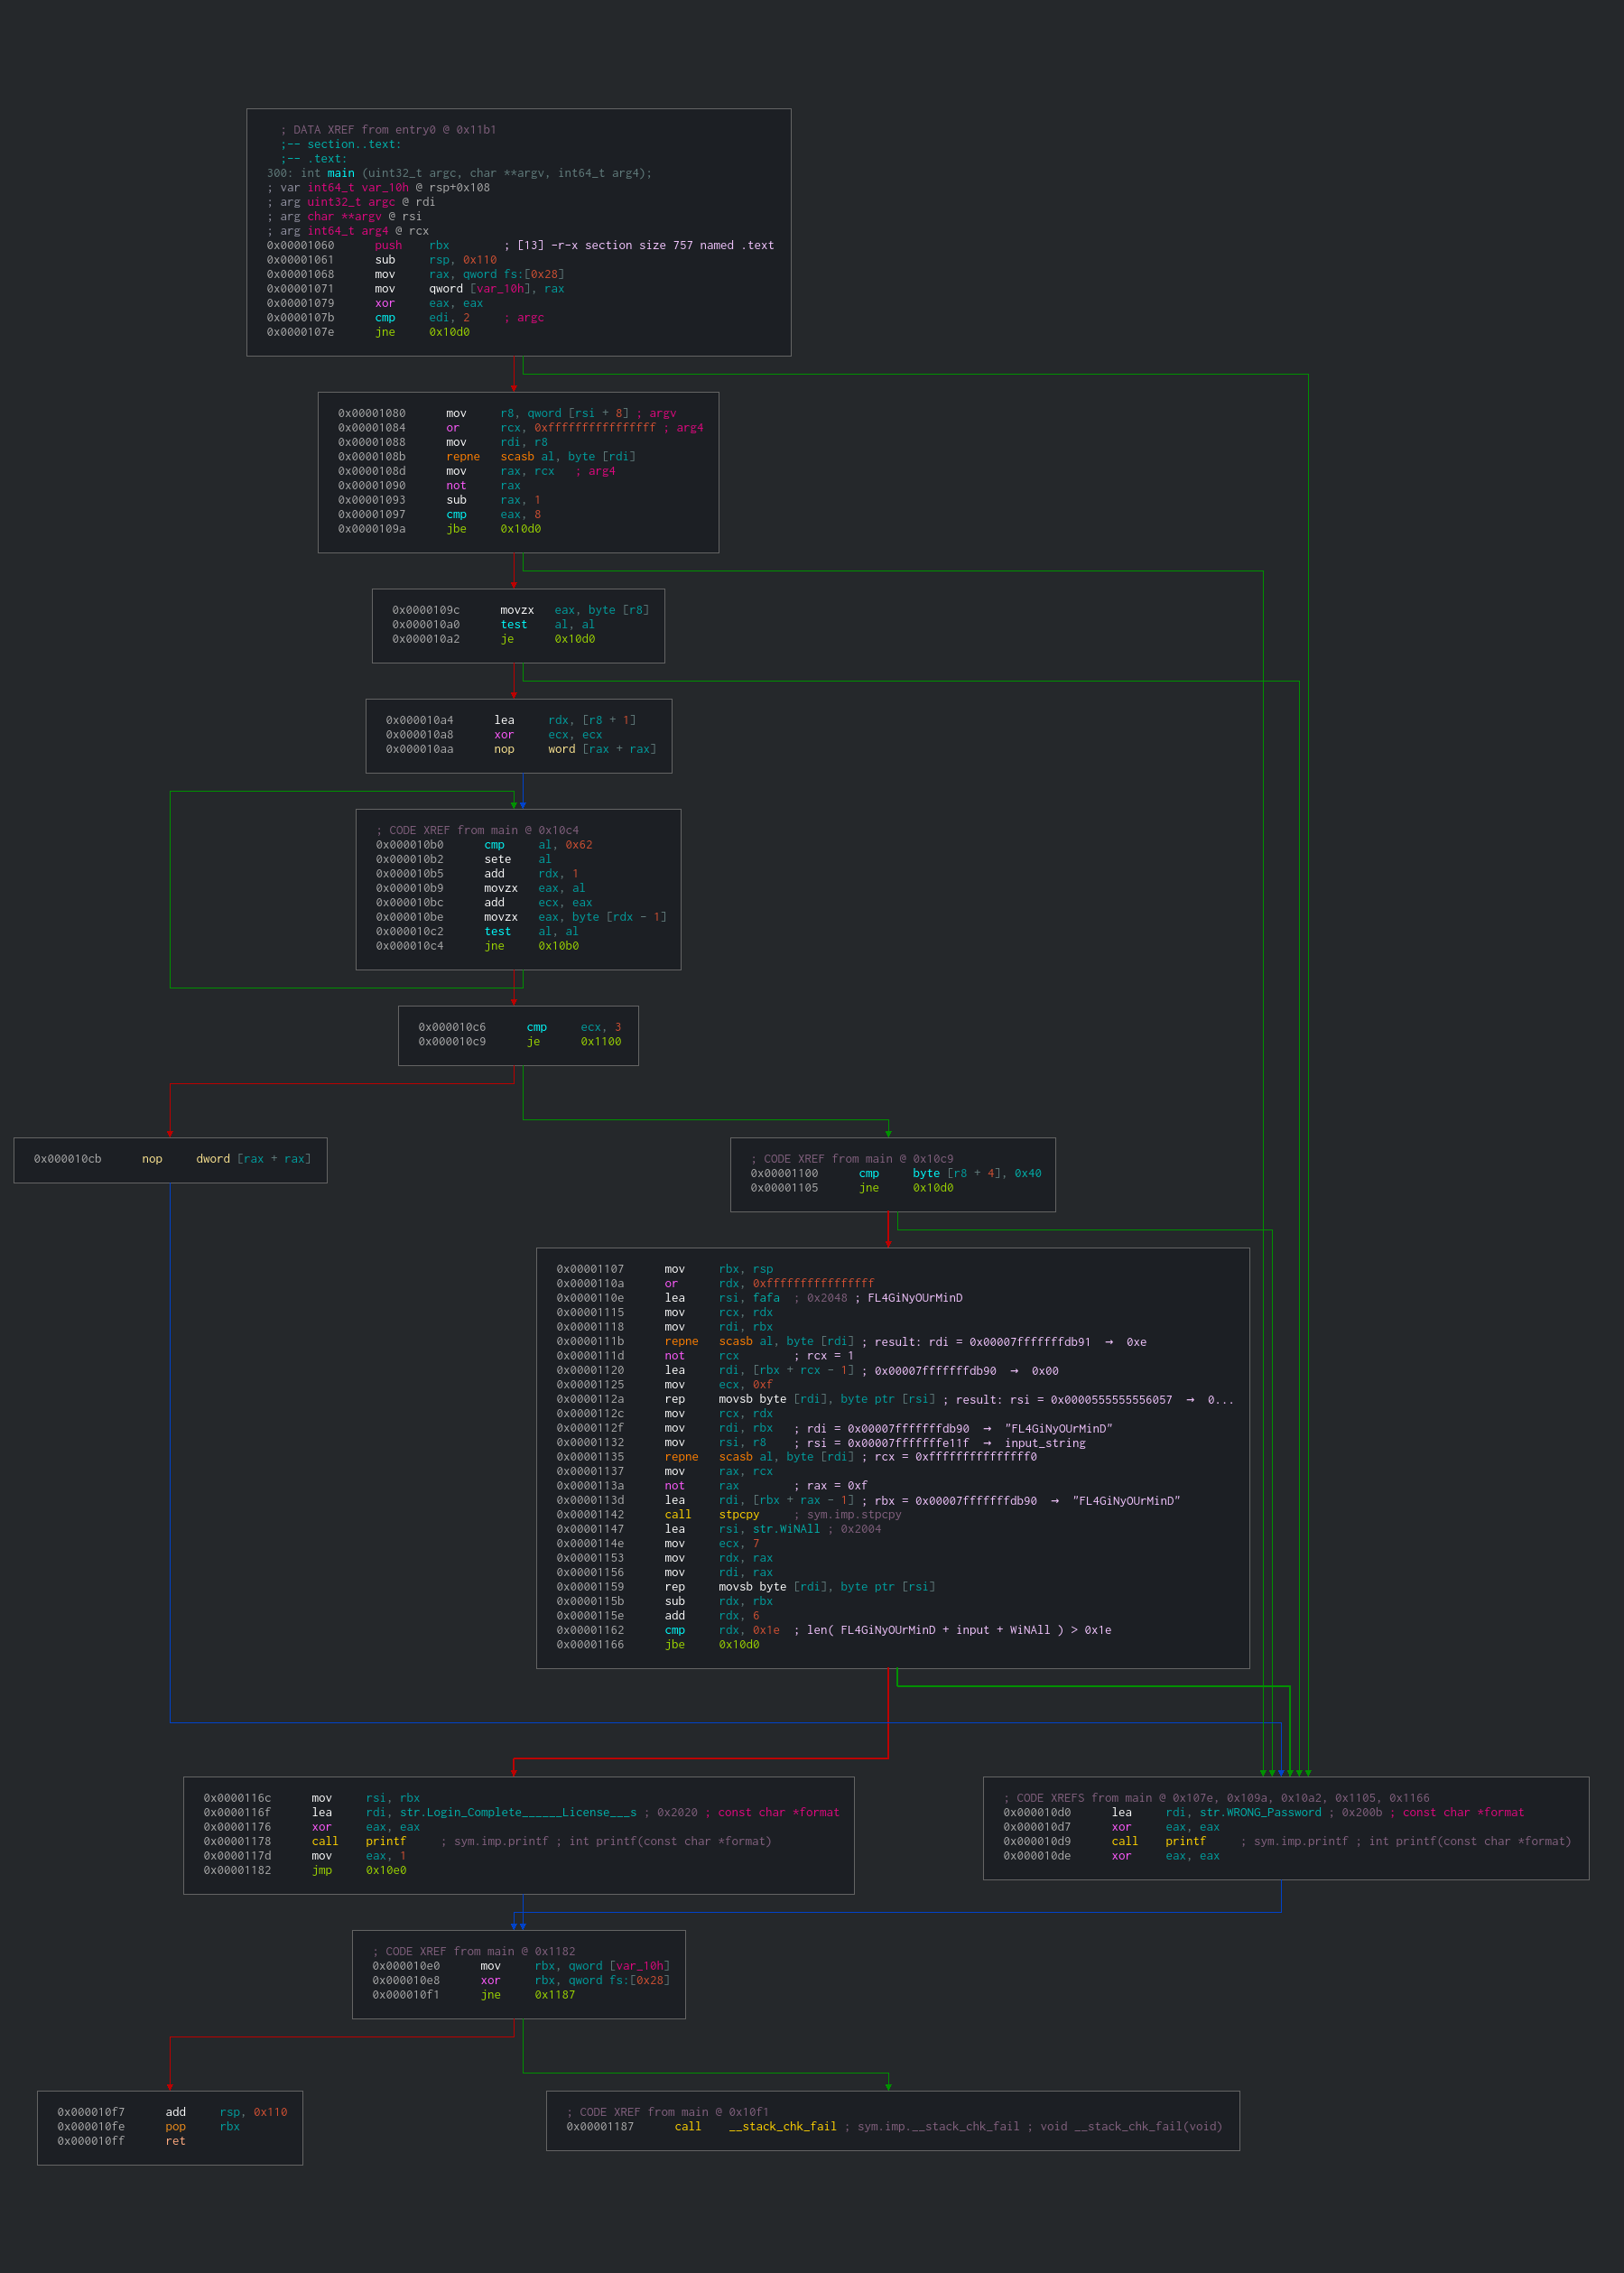 ; DATA XREF from entry0 @ 0x11b1
;-- section..text:
;-- .text:
300: int main (uint32_t argc, char **argv, int64_t arg4);
; var int64_t var_10h @ rsp+0x108
; arg uint32_t argc @ rdi
; arg char **argv @ rsi
; arg int64_t arg4 @ rcx
0x00001060 push rbx ; [13] -r-x section size 757 named .text
0x00001061 sub rsp, 0x110
0x00001068 mov rax, qword fs:[0x28]
0x00001071 mov qword [var_10h], rax
0x00001079 xor eax, eax
0x0000107b cmp edi, 2 ; argc
0x0000107e jne 0x10d0
0x00001080 mov r8, qword [rsi + 8] ; argv
0x00001084 or rcx, 0xffffffffffffffff ; arg4
0x00001088 mov rdi, r8
0x0000108b repne scasb al, byte [rdi]
0x0000108d mov rax, rcx ; arg4
0x00001090 not rax
0x00001093 sub rax, 1
0x00001097 cmp eax, 8
0x0000109a jbe 0x10d0
0x0000109c movzx eax, byte [r8]
0x000010a0 test al, al
0x000010a2 je 0x10d0
0x000010a4 lea rdx, [r8 + 1]
0x000010a8 xor ecx, ecx
0x000010aa nop word [rax + rax]
; CODE XREF from main @ 0x10c4
0x000010b0 cmp al, 0x62
0x000010b2 sete al
0x000010b5 add rdx, 1
0x000010b9 movzx eax, al
0x000010bc add ecx, eax
0x000010be movzx eax, byte [rdx - 1]
0x000010c2 test al, al
0x000010c4 jne 0x10b0
0x000010c6 cmp ecx, 3
0x000010c9 je 0x1100
0x000010cb nop dword [rax + rax]
; CODE XREF from main @ 0x10c9
0x00001100 cmp byte [r8 + 4], 0x40
0x00001105 jne 0x10d0
0x00001107 mov rbx, rsp
0x0000110a or rdx, 0xffffffffffffffff
0x0000110e lea rsi, fafa ; 0x2048 ; FL4GiNyOUrMinD
0x00001115 mov rcx, rdx
0x00001118 mov rdi, rbx
0x0000111b repne scasb al, byte [rdi] ; result: rdi = 0x00007fffffffdb91 → 0xe
0x0000111d not rcx ; rcx = 1
0x00001120 lea rdi, [rbx + rcx - 1] ; 0x00007fffffffdb90 → 0x00
0x00001125 mov ecx, 0xf
0x0000112a rep movsb byte [rdi], byte ptr [rsi] ; result: rsi = 0x0000555555556057 → 0...
0x0000112c mov rcx, rdx
0x0000112f mov rdi, rbx ; rdi = 0x00007fffffffdb90 → "FL4GiNyOUrMinD"
0x00001132 mov rsi, r8 ; rsi = 0x00007fffffffe11f → input_string
0x00001135 repne scasb al, byte [rdi] ; rcx = 0xfffffffffffffff0
0x00001137 mov rax, rcx
0x0000113a not rax ; rax = 0xf
0x0000113d lea rdi, [rbx + rax - 1] ; rbx = 0x00007fffffffdb90 → "FL4GiNyOUrMinD"
0x00001142 call stpcpy ; sym.imp.stpcpy
0x00001147 lea rsi, str.WiNAll ; 0x2004
0x0000114e mov ecx, 7
0x00001153 mov rdx, rax
0x00001156 mov rdi, rax
0x00001159 rep movsb byte [rdi], byte ptr [rsi]
0x0000115b sub rdx, rbx
0x0000115e add rdx, 6
0x00001162 cmp rdx, 0x1e ; len( FL4GiNyOUrMinD + input + WiNAll ) > 0x1e
0x00001166 jbe 0x10d0
0x0000116c mov rsi, rbx
0x0000116f lea rdi, str.Login_Complete______License___s ; 0x2020 ; const char *format
0x00001176 xor eax, eax
0x00001178 call printf ; sym.imp.printf ; int printf(const char *format)
0x0000117d mov eax, 1
0x00001182 jmp 0x10e0
; CODE XREFS from main @ 0x107e, 0x109a, 0x10a2, 0x1105, 0x1166
0x000010d0 lea rdi, str.WRONG_Password ; 0x200b ; const char *format
0x000010d7 xor eax, eax
0x000010d9 call printf ; sym.imp.printf ; int printf(const char *format)
0x000010de xor eax, eax
; CODE XREF from main @ 0x1182
0x000010e0 mov rbx, qword [var_10h]
0x000010e8 xor rbx, qword fs:[0x28]
0x000010f1 jne 0x1187
0x000010f7 add rsp, 0x110
0x000010fe pop rbx
0x000010ff ret
; CODE XREF from main @ 0x10f1
0x00001187 call __stack_chk_fail ; sym.imp.__stack_chk_fail ; void __stack_chk_fail(void)